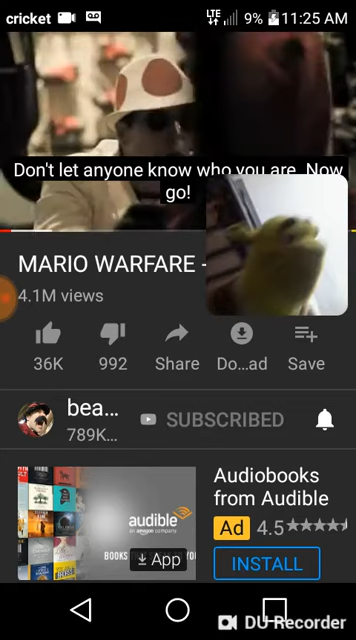 cricket LTE 9% 11:25 AM
Don't let anyone know who you are. Now
go!
MARIO WARFARE -
4.1M views
36K 992 Share Do...ad Save
bea... SUBSCRIBED
789K...
Audiobooks
from Audible
Ad 4.5
INSTALL
audible
an amazon company
BOOKS
App
DU Recorder